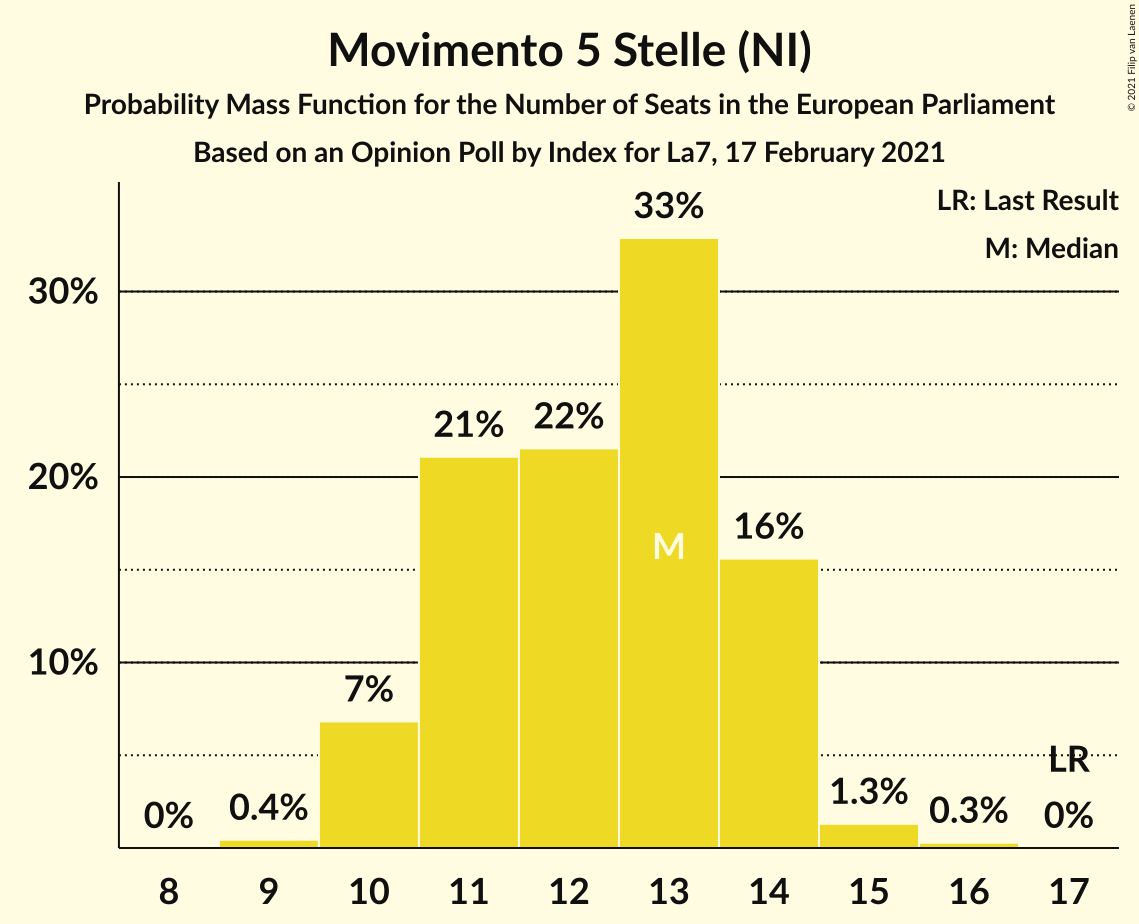 Movimento 5 Stelle (NI)
Probability Mass Function for the Number of Seats in the European Parliament
Based on an Opinion Poll by Index for La7, 17 February 2021
© 2021 Filip van Laenen
LR: Last Result
M: Median
33%
30%
22%
21%
20%
16%
M
10%
7%
LR
1.3%
0.4%
0.3%
0%
0%
8 9 10 11 12 13 14 15 16 17